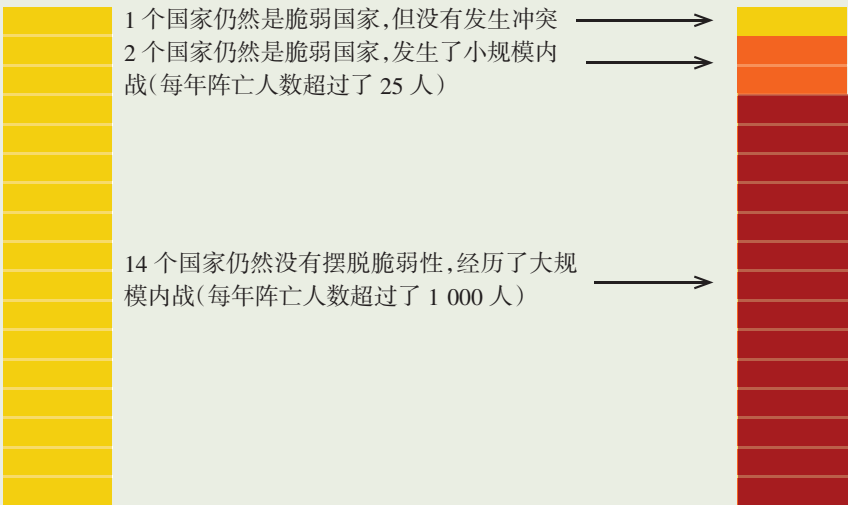 1 个国家仍然是脆弱国家,但没有发生冲突
2 个国家仍然是脆弱国家,发生了小规模内
战(每年阵亡人数超过了 25 人)
14 个国家仍然没有摆脱脆弱性,经历了大规
模内战(每年阵亡人数超过了 1 000 人)